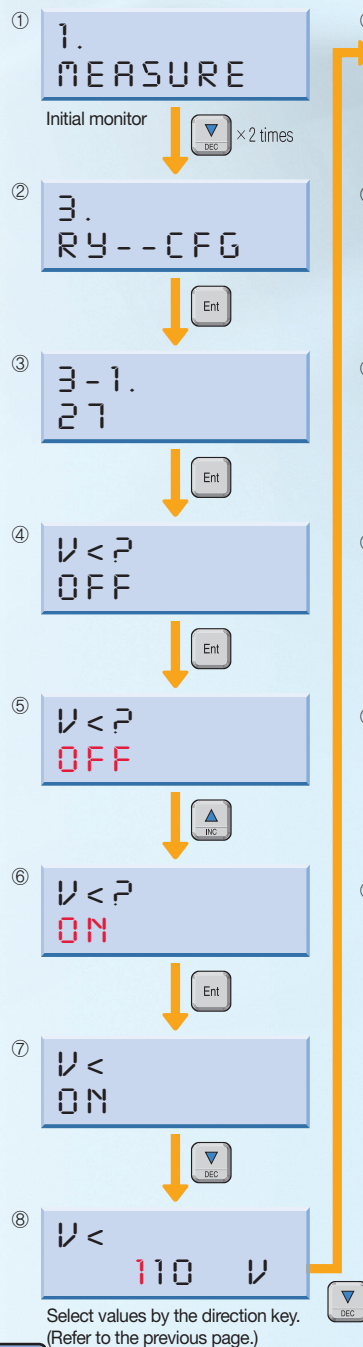 ①
1.
MEASURE
Initial monitor
▼
DEC
×2 times
②
3.
RY--CFG
Ent
③
3-1.
27
Ent
④
V<?
OFF
Ent
⑤
V<?
OFF
▲
INC
⑥
V<?
ON
Ent
⑦
V<
ON
▼
DEC
⑧
V<
110 V
Select values by the direction key.
(Refer to the previous page.)
▼
DEC